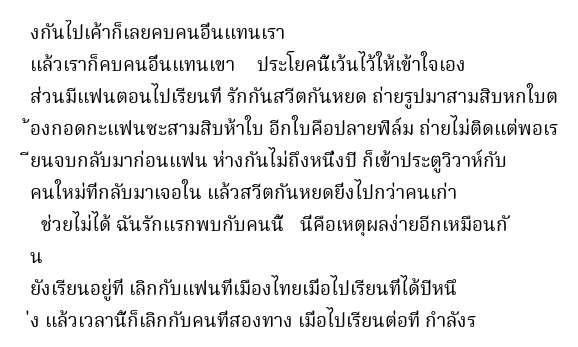 งกันไปเค้าก็เลยคบคนอื่นแทนเรา
แล้วเราก็คบคนอื่นแทนเขา    ประโยคนี้เว้นไว้ให้เข้าใจเอง
ส่วนมีแฟนตอนไปเรียนที่ รักกันสวีตกันหยด ถ่ายรูปมาสามสิบหกใบต
้องกอดกะแฟนซะสามสิบห้าใบ อีกใบคือปลายฟิล์ม ถ่ายไม่ติดแต่พอเร
ียนจบกลับมาก่อนแฟน ห่างกันไม่ถึงหนึ่งปี ก็เข้าประตูวิวาห์กับ
คนใหม่ที่กลับมาเจอใน แล้วสวีตกันหยดยิ่งไปกว่าคนเก่า
  ช่วยไม่ได้ ฉันรักแรกพบกับคนนี้   นี่คือเหตุผลง่ายอีกเหมือนกั
น
ยังเรียนอยู่ที่ เลิกกับแฟนที่เมืองไทยเมื่อไปเรียนที่ได้ปีหนึ
่ง แล้วเวลานี้ก็เลิกกับคนที่สองทาง เมื่อไปเรียนต่อที่ กำลังร